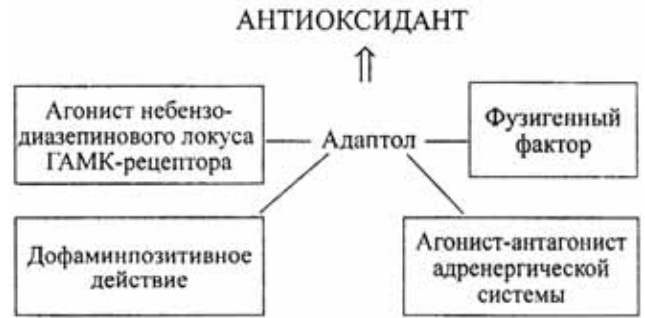 АНТИОКСИДАНТ
Агонист небензо-
диазепинового локуса
ГАМК-рецептора
Адаптол
Фузигенный
фактор
Дофаминпозитивное
действие
Агонист-антагонист
адренергической
системы